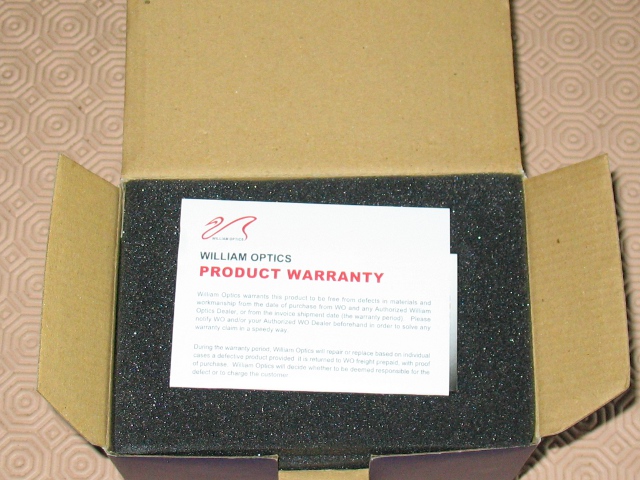 WILLIAM OPTICS
WILLIAM OPTICS
PRODUCT WARRANTY
William Optics warrants this product to be free from defects in materials and
workmanship from the date of purchase from WO and any Authorized William
Optics Dealer, or from the invoice shipment date (the warranty period). Please
notify WO and/or your Authorized WO Dealer beforehand in order to solve any
warranty claim in a speedy way.
During the warranty period, William Optics will repair or replace based on individual
cases a defective product provided it is returned to WO freight prepaid, with proof
of purchase. William Optics will decide whether to be deemed responsible for the
defect or to charge the customer.